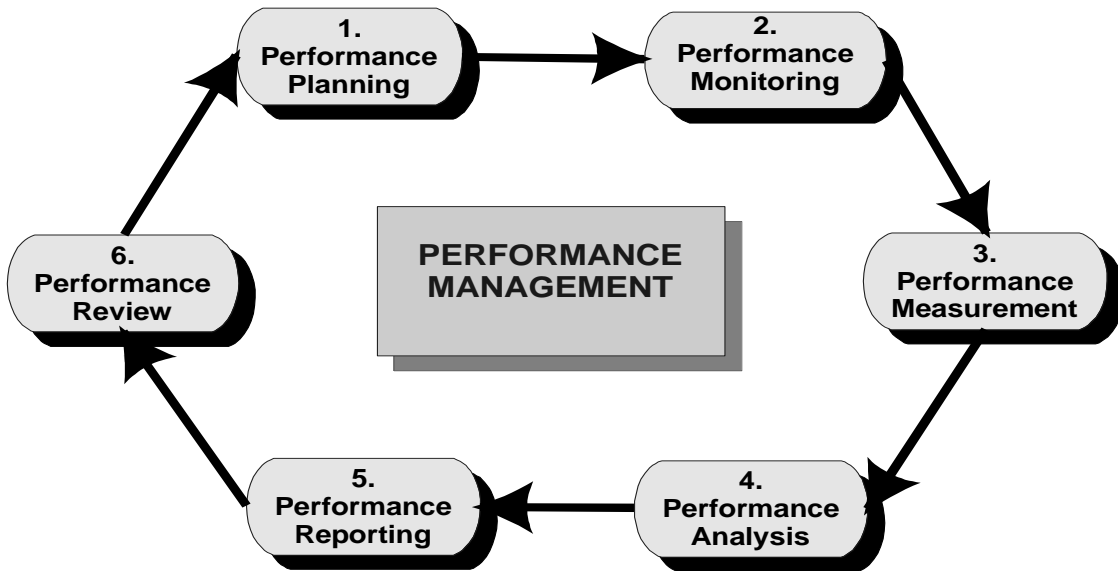 1.
Performance
Planning
2.
Performance
Monitoring
3.
Performance
Measurement
4.
Performance
Analysis
5.
Performance
Reporting
6.
Performance
Review
PERFORMANCE
MANAGEMENT